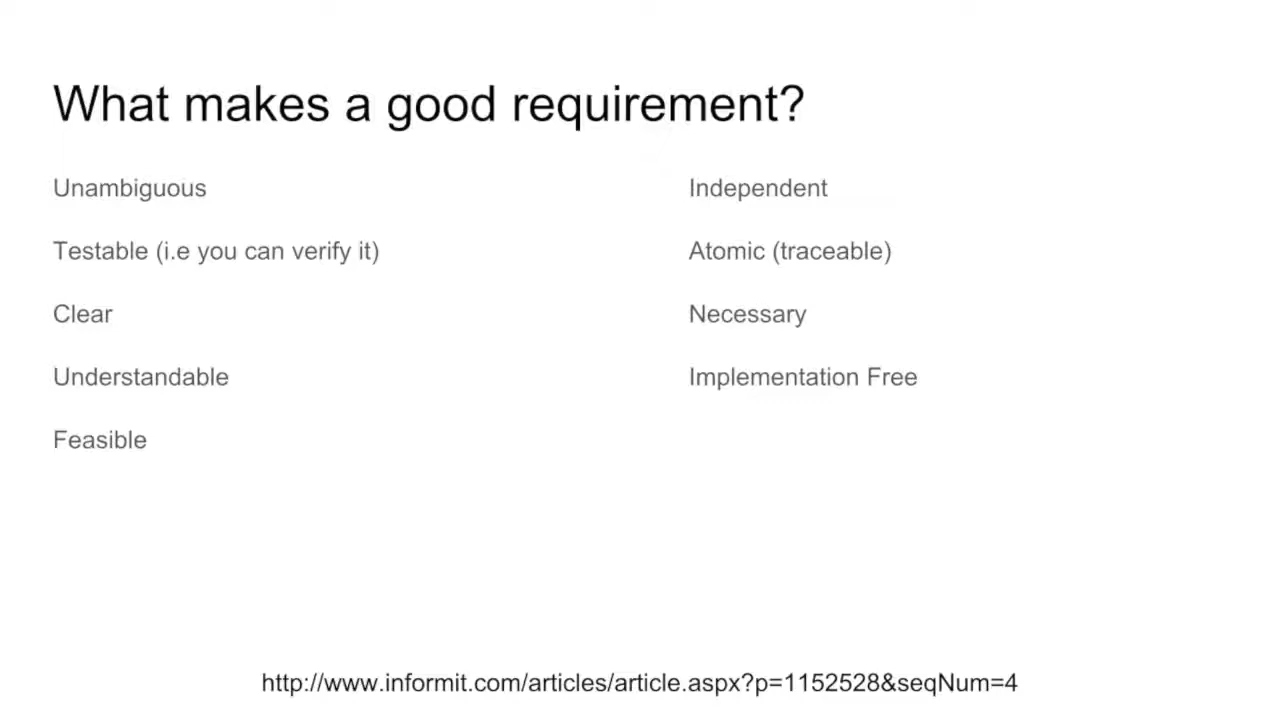 What makes a good requirement?
Unambiguous
Testable (i.e you can verify it)
Clear
Understandable
Feasible
Independent
Atomic (traceable)
Necessary
Implementation Free
http://www.informit.com/articles/article.aspx?p=1152528&seqNum=4